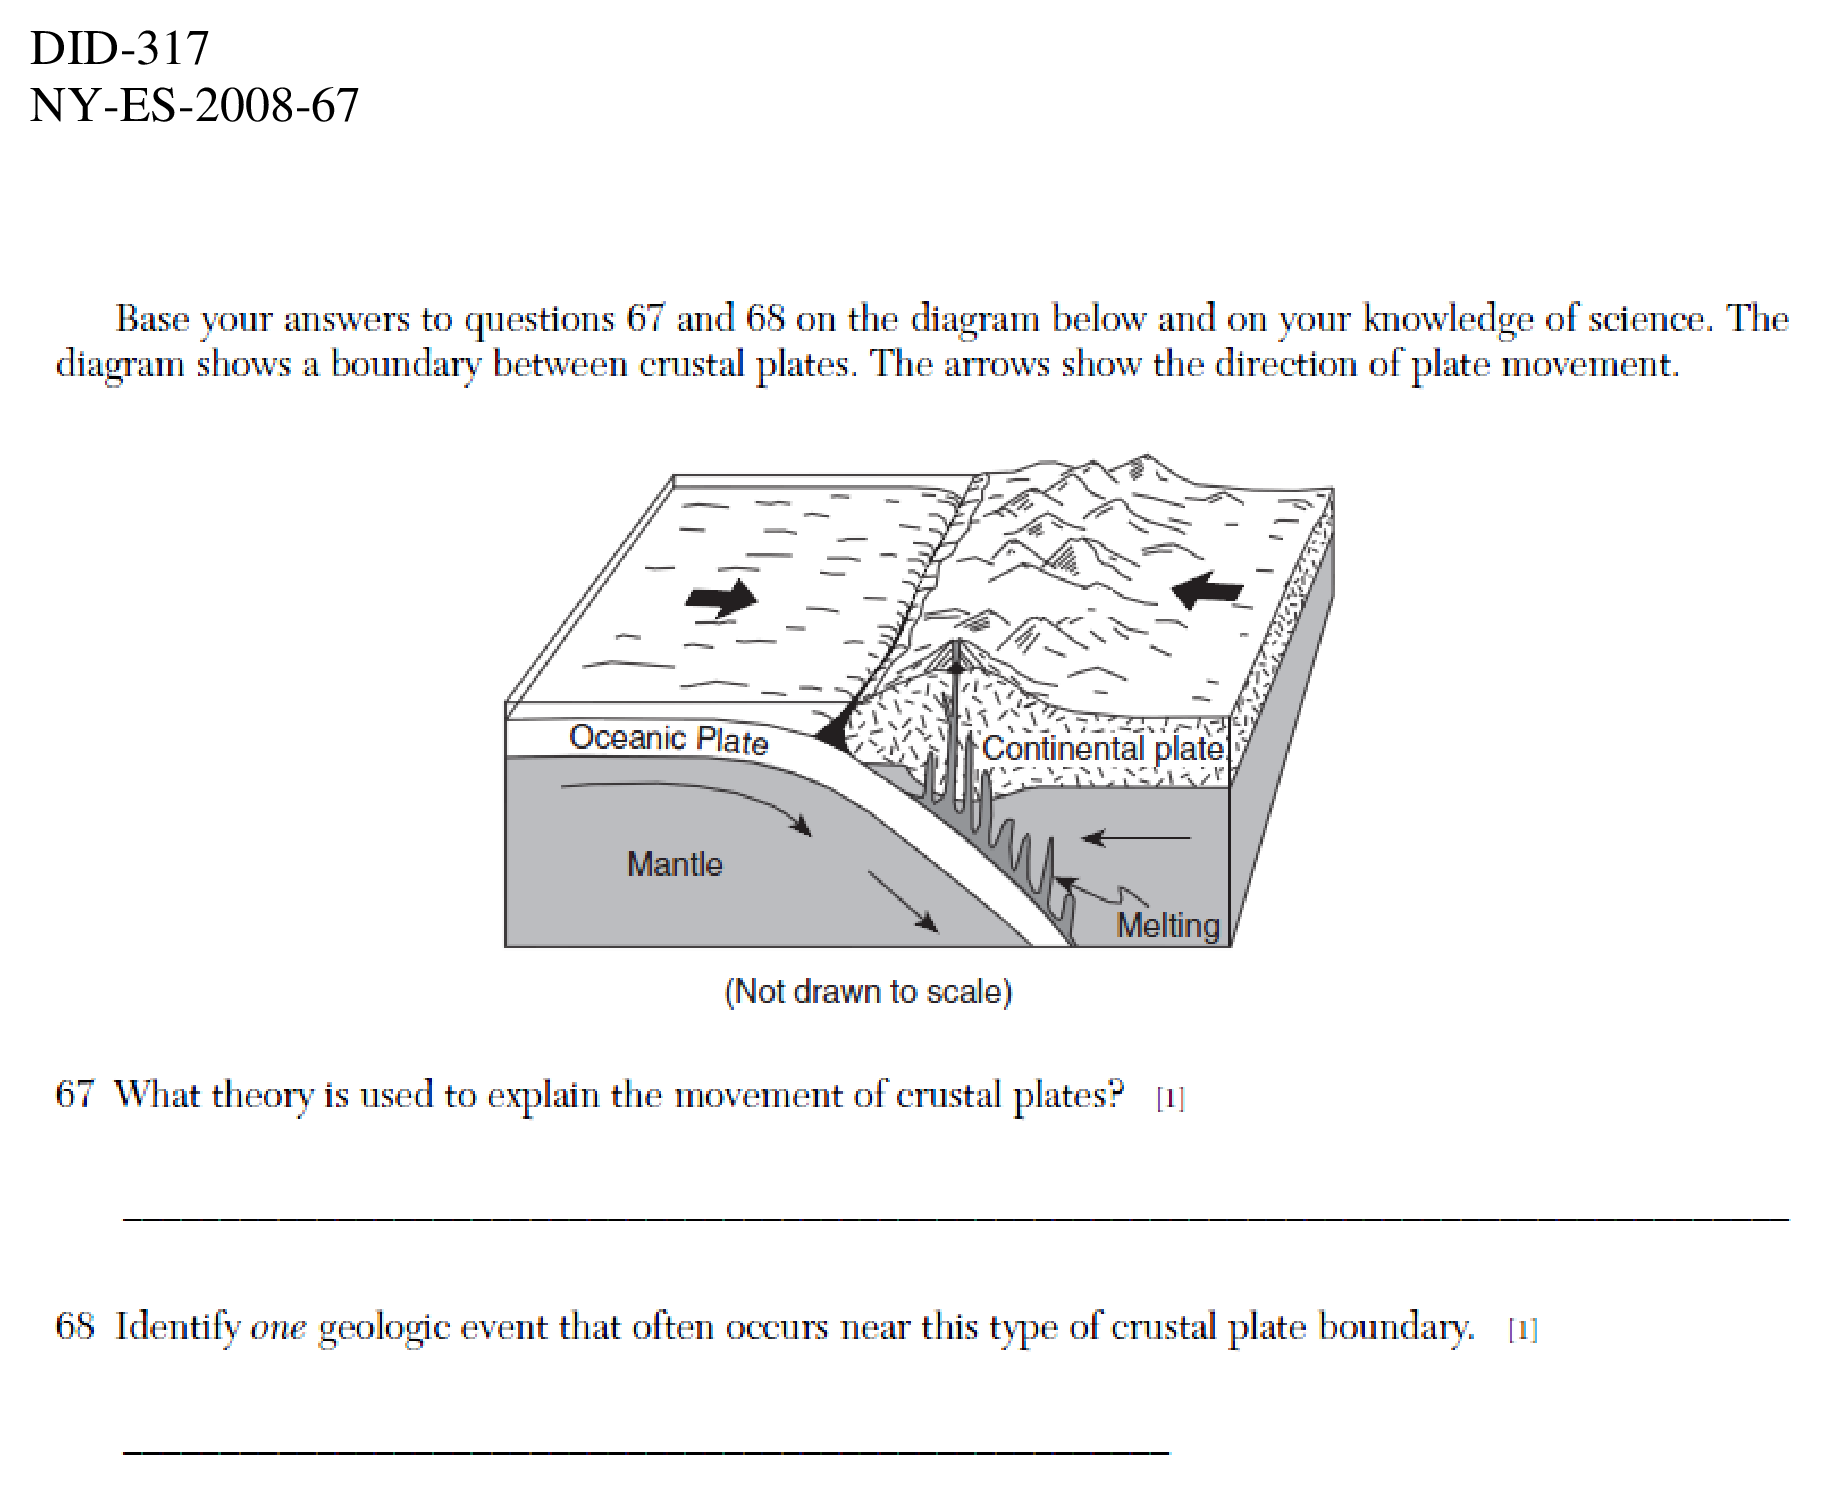 DID-317
NY-ES-2008-67
Base your answers to questions 67 and 68 on the diagram below and on your knowledge of science. The
diagram shows a boundary between crustal plates. The arrows show the direction of plate movement.
Oceanic Plate
Continental plate
Mantle
Melting
(Not drawn to scale)
67 What theory is used to explain the movement of crustal plates? [1]
68 Identify one geologic event that often occurs near this type of crustal plate boundary. [1]